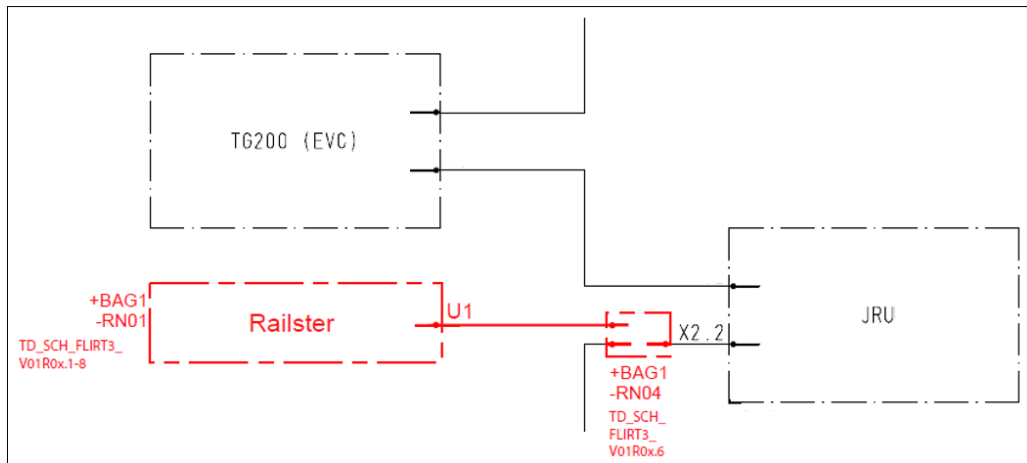 TG200 (EVC)
+BAG1
-RN01
TD_SCH_FLIRT3_
V01R0x.1-8
Railster
U1
X2.2
JRU
+BAG1
-RN04
TD_SCH_
FLIRT3_
V01R0x.6